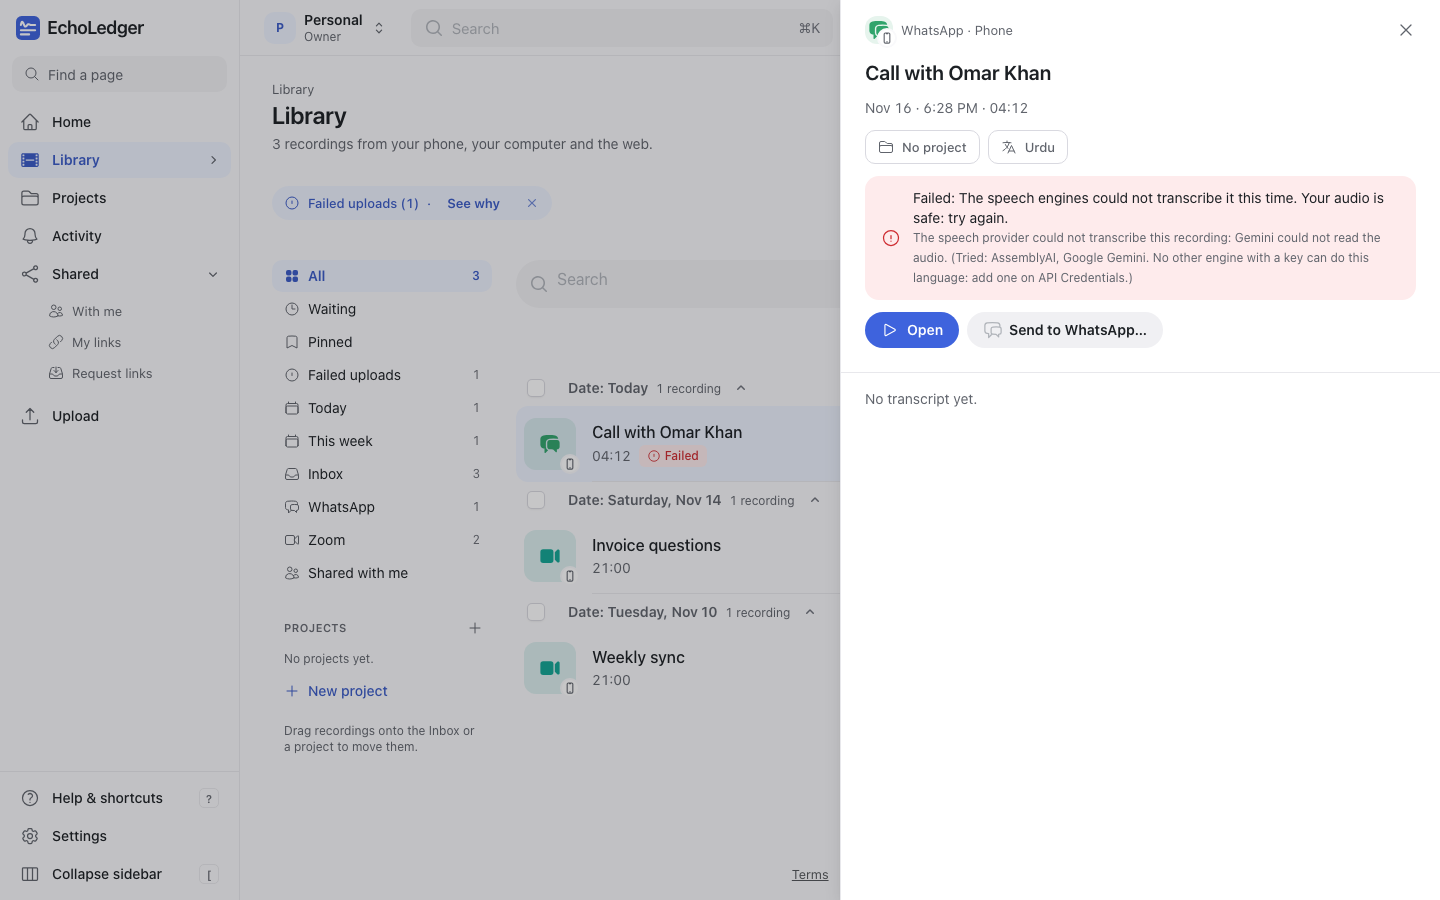 EchoLedger
Find a page
Home
Library
Projects
Activity
Shared
With me
My links
Request links
Upload
Help & shortcuts ?
Settings
Collapse sidebar [
P Personal
Owner
Search ⌘K
Library
Library
3 recordings from your phone, your computer and the web.
Failed uploads (1) · See why
All 3
Waiting
Pinned
Failed uploads 1
Today 1
This week 1
Inbox 3
WhatsApp 1
Zoom 2
Shared with me
PROJECTS
No projects yet.
New project
Drag recordings onto the Inbox or
a project to move them.
Search
Date: Today 1 recording
Call with Omar Khan
04:12 Failed
Date: Saturday, Nov 14 1 recording
Invoice questions
21:00
Date: Tuesday, Nov 10 1 recording
Weekly sync
21:00
Terms
WhatsApp · Phone
Call with Omar Khan
Nov 16 · 6:28 PM · 04:12
No project
Urdu
Failed: The speech engines could not transcribe it this time. Your audio is
safe: try again.
The speech provider could not transcribe this recording: Gemini could not read the
audio. (Tried: AssemblyAI, Google Gemini. No other engine with a key can do this
language: add one on API Credentials.)
Open
Send to WhatsApp...
No transcript yet.